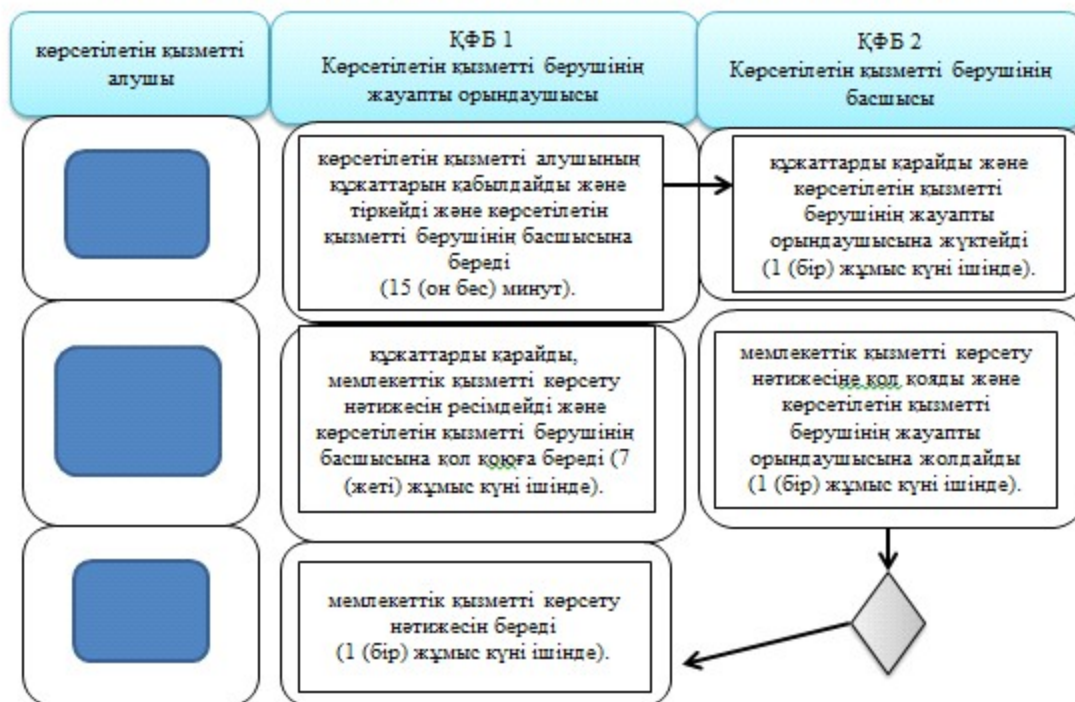 көрсетілетін қызметті
алушы
ҚФБ 1
Көрсетілетін қызметті берушінің
жауапты орындаушысы
ҚФБ 2
Көрсетілетін қызметті берушінің
басшысы
көрсетілетін қызметті алушының
құжаттарын қабылдайды және
тіркейді және көрсетілетін
қызметті берушінің басшысына
береді
(15 (он бес) минут).
құжаттарды қарайды және
көрсетілетін қызметті
берушінің жауапты
орындаушысына жүктейді
(1 (бір) жұмыс күні ішінде).
құжаттарды қарайды,
мемлекеттік қызметті көрсету
нәтижесін ресімдейді және
көрсетілетін қызметті берушінің
басшысына қол қоюға береді (7
(жеті) жұмыс күні ішінде).
мемлекеттік қызметті көрсету
нәтижесіне қол қояды және
көрсетілетін қызметті
берушінің жауапты
орындаушысына жолдайды
(1 (бір) жұмыс күні ішінде).
мемлекеттік қызметті көрсету
нәтижесін береді
(1 (бір) жұмыс күні ішінде).